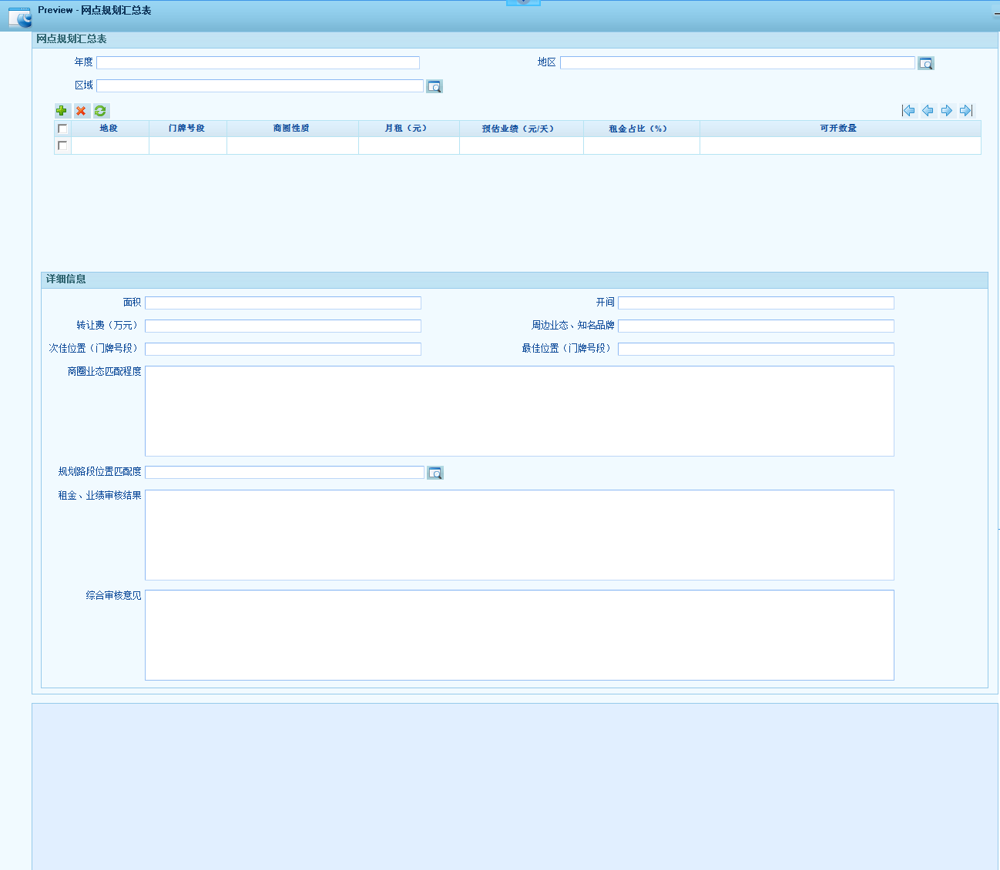 Preview - 网点规划汇总表
网点规划汇总表
年度 地区
区域
地段 门牌号段 商圈性质 月租（元） 预估业绩（元/天） 租金占比（%） 可开数量
详细信息
面积 开间
转让费（万元） 周边业态、知名品牌
次佳位置（门牌号段） 最佳位置（门牌号段）
商圈业态匹配程度
规划路段位置匹配度
租金、业绩审核结果
综合审核意见